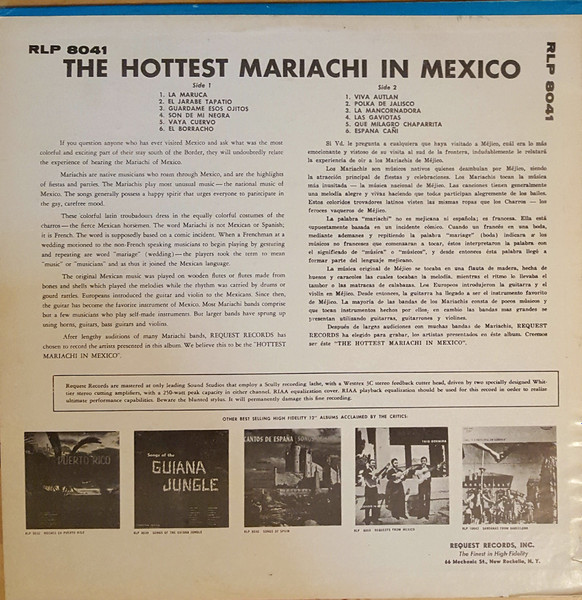 RLP 8041
RLP 8041
THE HOTTEST MARIACHI IN MEXICO
Side 1
1. LA MARUCA
2. EL JARABE TAPATIO
3. GUARDAME ESOS OJITOS
4. SON DE MI NEGRA
5. VAYA CUERVO
6. EL BORRACHO
Side 2
1. VIVA AUTLAN
2. POLKA DE JALISCO
3. LA MANCORNADORA
4. LAS GAVIOTAS
5. QUE MILAGRO CHAPARRITA
6. ESPANA CAÑI
If you question anyone who has ever visited Mexico and ask what was the most
colorful and exciting part of their stay south of the Border, they will undoubtedly relate
the experience of hearing the Mariachi of Mexico.
Mariachis are native musicians who roam through Mexico, and are the highlights
of fiestas and parties. The Mariachis play most unusual music — the national music of
Mexico. The songs generally possess a happy spirit that urges everyone to participate in
the gay, carefree mood.
These colorful latin troubadours dress in the equally colorful costumes of the
charros — the fierce Mexican horsemen. The word Mariachi is not Mexican or Spanish;
it is French. The word is supposedly based on a comic incident. When a Frenchman at a
wedding motioned to the non-French speaking musicians to begin playing by gesturing
and repeating are word "mariage" (wedding) — the players took the term to mean
"music" or "musicians" and as thus it joined the Mexican language.
The original Mexican music was played on wooden flutes or flutes made from
bones and shells which played the melodies while the rhythm was carried by drums or
gourd rattles. Europeans introduced the guitar and violin to the Mexicans. Since then,
the guitar has become the favorite instrument of Mexico. Most Mariachi bands comprise
but a few musicians who play self-made instruments. But larger bands have sprung up
using horns, guitars, bass guitars and violins.
After lengthy auditions of many Mariachi bands, REQUEST RECORDS has
chosen to record the artists presented in this album. We believe this to be the "HOTTEST
MARIACHI IN MEXICO".
Si Vd. le pregunta a cualquiera que haya visitado a Méjico, cuál era lo más
emocionante y vistoso de su visita al sud de la frontera, indudablemente le relatará
la experiencia de oir a los Mariachis de Méjico.
Los Mariachis son músicos nativos quienes deambulan por Méjico, siendo
la atracción principal de fiestas y celebraciones. Los Mariachis tocan la música
más inusitada — la música nacional de Méjico. Las canciones tienen generalmente
una melodía alegre y vivaz haciendo que todos participen alegremente de los bailes.
Estos coloridos trovadores latinos visten las mismas ropas que los Charros — los
feroces vaqueros de Méjico.
La palabra "mariachi" no es mejicana ni española; es francesa. Ella está
supuestamente basada en un incidente cómico. Cuando un francés en una boda,
mediante ademanes y repitiendo la palabra "mariage" (boda) indicara a los
músicos no franceses que comenzaran a tocar, éstos interpretaron la palabra con
el significado de "música" o "músicos", y desde entonces ésta palabra llegó a
formar parte del lenguaje mejicano.
La música original de Méjico se tocaba en una flauta de madera, hecha de
huesos y caracoles las cuales tocaban la melodía, mientras el ritmo lo llevaba el
tambor o las matracas de calabazas. Los Europeos introdujeron la guitarra y el
violín en Méjico. Desde entonces, la guitarra ha llegado a ser el instrumento favorito
de Méjico. La mayoría de las bandas de los Mariachis consta de pocos músicos y
que tocan instrumentos hechos por ellos, en cambio las bandas mas grandes se
presentan utilizando guitarras, guitarrones y violines.
Después de largas audiciones con muchas bandas de Mariachis, REQUEST
RECORDS ha elegido para grabar, los artistas presentados en éste álbum. Creemos
ser éste "THE HOTTEST MARIACHI IN MEXICO".
Request Records are mastered at only leading Sound Studios that employ a Scully recording lathe, with a Westrex 3C stereo feedback cutter head, driven by two specially designed Whit-
tier stereo cutting amplifiers, with a 250-watt peak capacity in either channel. RIAA equalization cover. RIAA playback equalization should be used for this record in order to realize
ultimate performance capabilities. Beware the blunted stylus. It will permanently damage this fine recording.
OTHER BEST SELLING HIGH FIDELITY 12" ALBUMS ACCLAIMED BY THE CRITICS:
PUERTO RICO
Songs of the
GUIANA
JUNGLE
CANTOS DE ESPAÑA
REQUEST RECORDS, INC.
The Finest in High-Fidelity
66 Mechanic St., New Rochelle, N. Y.